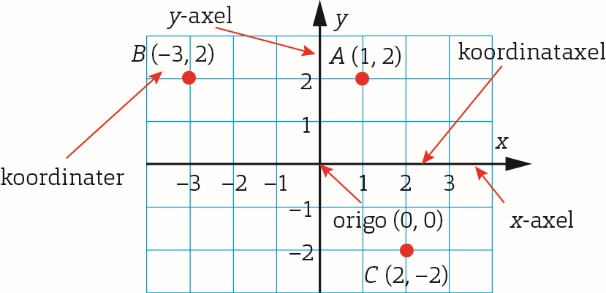 y-axel
y
B (−3, 2)
A (1, 2)
koordinataxel
2
1
x
koordinater
−3 −2 −1 1 2 3
−1
origo (0, 0)
x-axel
−2
C (2, −2)